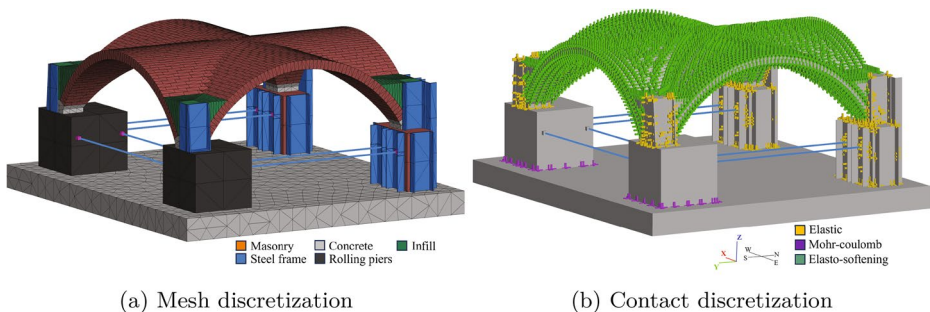 Masonry
Concrete
Infill
Steel frame
Rolling piers
Elastic
Mohr-coulomb
Elasto-softening
Z
X
Y
W
S
N
E
(a) Mesh discretization
(b) Contact discretization